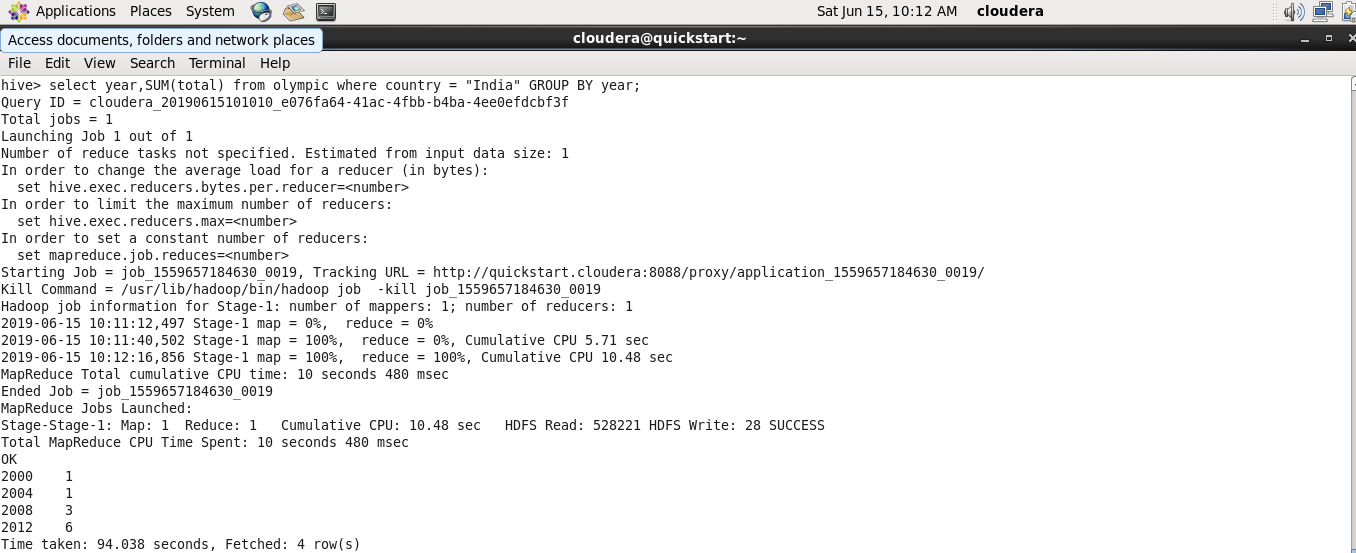 Applications Places System Sat Jun 15, 10:12 AM cloudera
Access documents, folders and network places cloudera@quickstart:~
File Edit View Search Terminal Help
hive> select year,SUM(total) from olympic where country = "India" GROUP BY year;
Query ID = cloudera_20190615101010_e076fa64-41ac-4fbb-b4ba-4ee0efdcbf3f
Total jobs = 1
Launching Job 1 out of 1
Number of reduce tasks not specified. Estimated from input data size: 1
In order to change the average load for a reducer (in bytes):
  set hive.exec.reducers.bytes.per.reducer=<number>
In order to limit the maximum number of reducers:
  set hive.exec.reducers.max=<number>
In order to set a constant number of reducers:
  set mapreduce.job.reduces=<number>
Starting Job = job_1559657184630_0019, Tracking URL = http://quickstart.cloudera:8088/proxy/application_1559657184630_0019/
Kill Command = /usr/lib/hadoop/bin/hadoop job  -kill job_1559657184630_0019
Hadoop job information for Stage-1: number of mappers: 1; number of reducers: 1
2019-06-15 10:11:12,497 Stage-1 map = 0%,  reduce = 0%
2019-06-15 10:11:40,502 Stage-1 map = 100%,  reduce = 0%, Cumulative CPU 5.71 sec
2019-06-15 10:12:16,856 Stage-1 map = 100%,  reduce = 100%, Cumulative CPU 10.48 sec
MapReduce Total cumulative CPU time: 10 seconds 480 msec
Ended Job = job_1559657184630_0019
MapReduce Jobs Launched:
Stage-Stage-1: Map: 1  Reduce: 1   Cumulative CPU: 10.48 sec   HDFS Read: 528221 HDFS Write: 28 SUCCESS
Total MapReduce CPU Time Spent: 10 seconds 480 msec
OK
2000    1
2004    1
2008    3
2012    6
Time taken: 94.038 seconds, Fetched: 4 row(s)